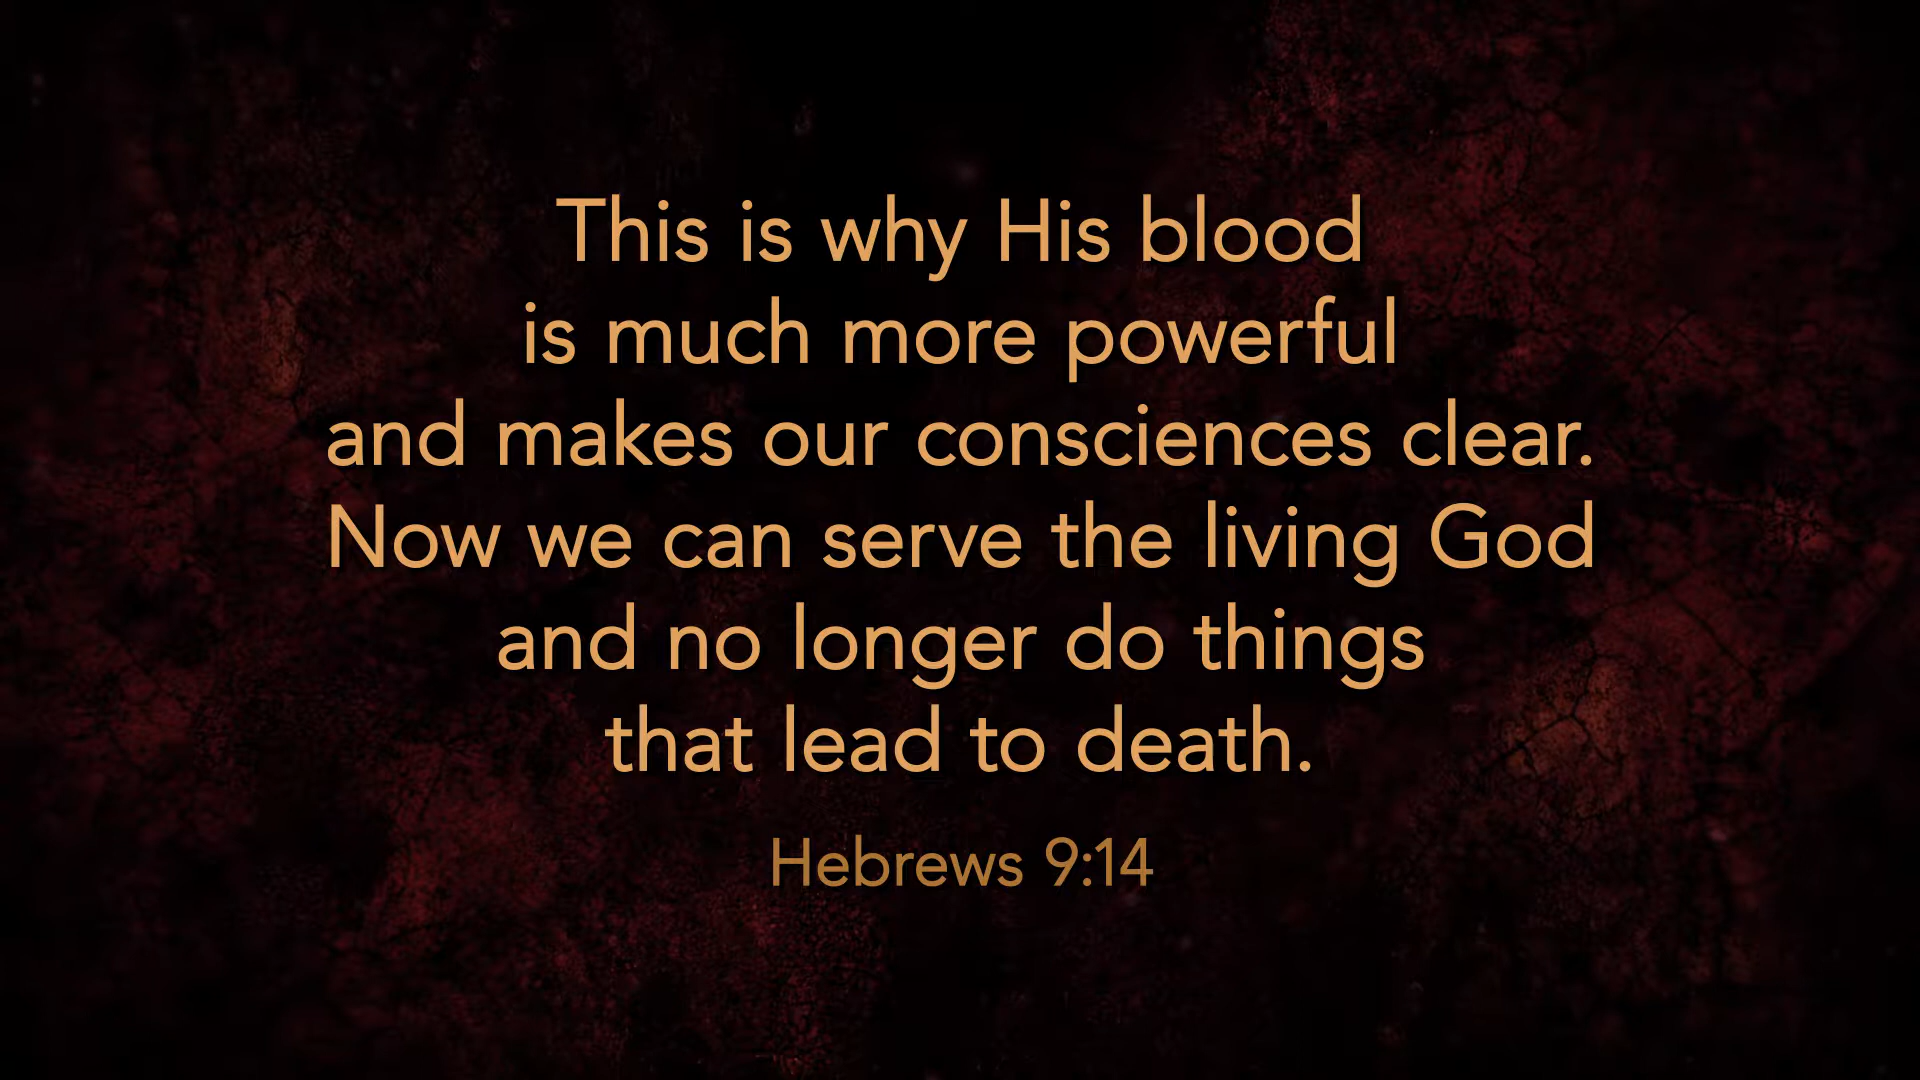 This is why His blood
is much more powerful
and makes our consciences clear.
Now we can serve the living God
and no longer do things
that lead to death.
Hebrews 9:14